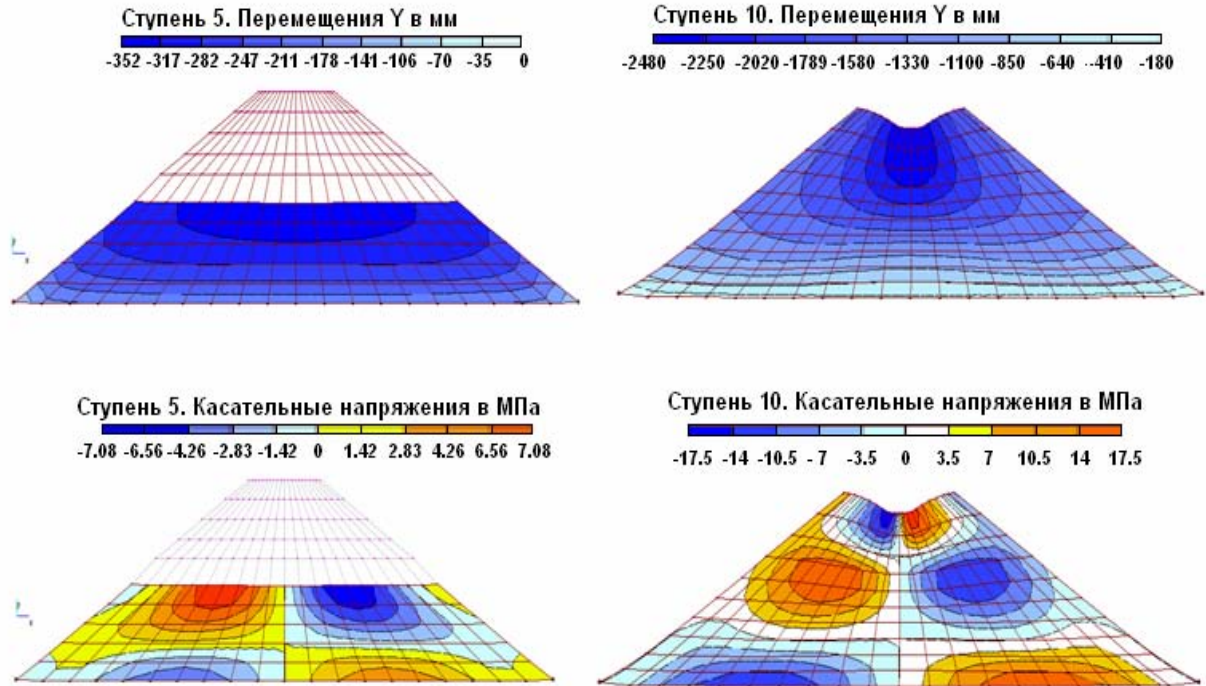 Ступень 5. Перемещения Y в мм
-352 -317 -282 -247 -211 -178 -141 -106 -70 -35 0
Ступень 10. Перемещения Y в мм
-2480 -2250 -2020 -1789 -1580 -1330 -1100 -850 -640 -410 -180
Ступень 5. Касательные напряжения в МПа
-7.08 -6.56 -4.26 -2.83 -1.42 0 1.42 2.83 4.26 6.56 7.08
Ступень 10. Касательные напряжения в МПа
-17.5 -14 -10.5 -7 -3.5 0 3.5 7 10.5 14 17.5